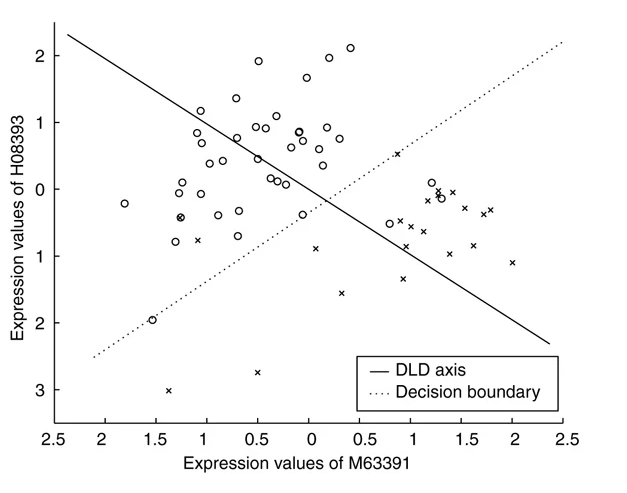 2
1
0
1
2
3
Expression values of H08393
DLD axis
Decision boundary
2.5 2 1.5 1 0.5 0 0.5 1 1.5 2 2.5
Expression values of M63391